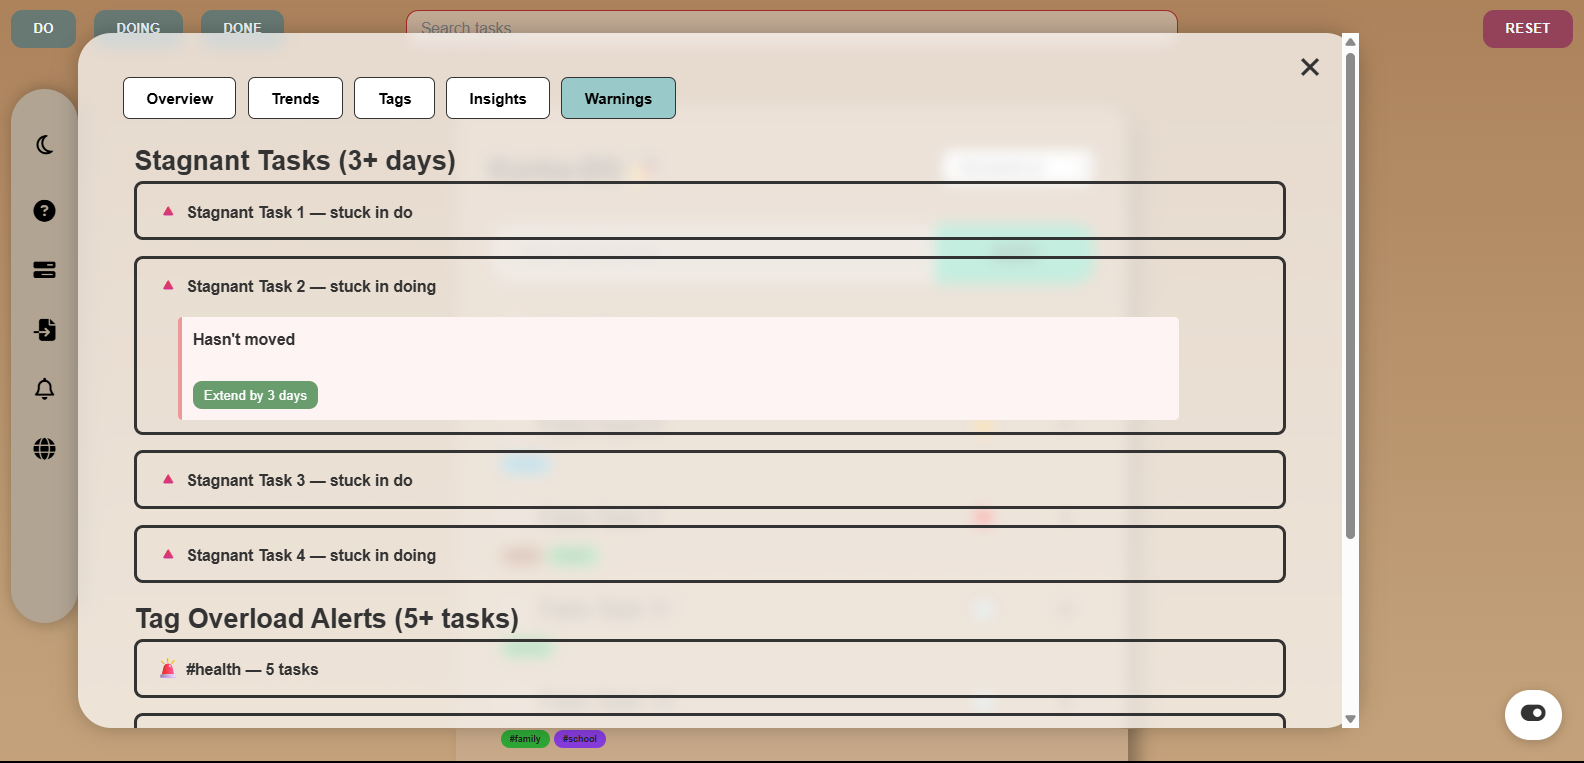 DO
DOING
DONE
Search tasks
RESET
Overview
Trends
Tags
Insights
Warnings
Stagnant Tasks (3+ days)
Stagnant Task 1 — stuck in do
Stagnant Task 2 — stuck in doing
Hasn't moved
Extend by 3 days
Stagnant Task 3 — stuck in do
Stagnant Task 4 — stuck in doing
Tag Overload Alerts (5+ tasks)
#health — 5 tasks
#family
#school